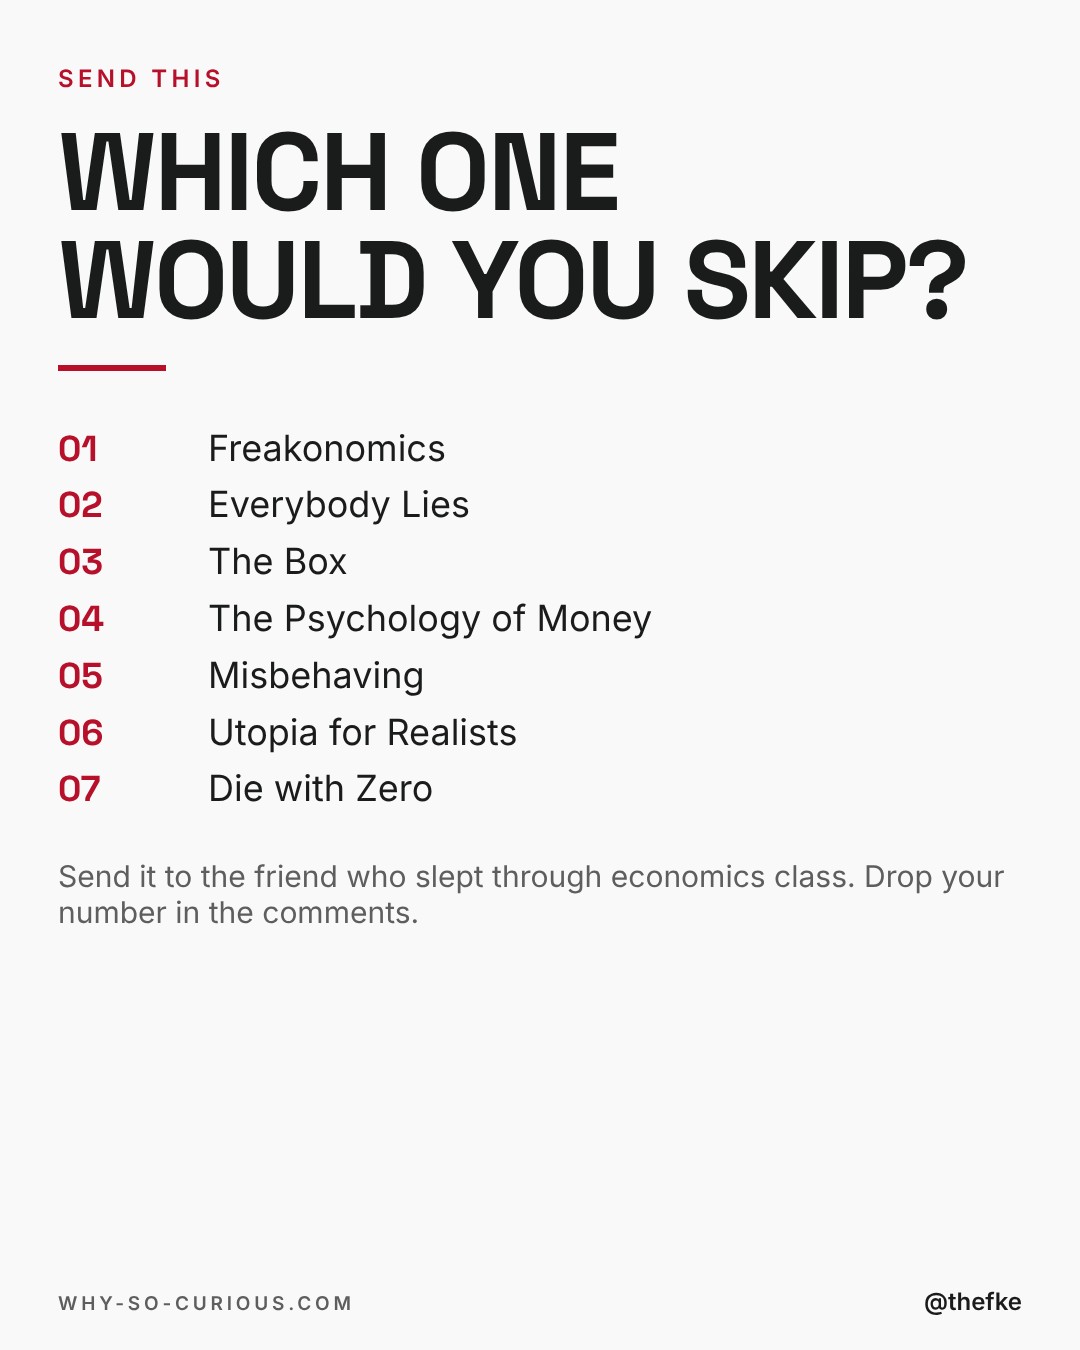 SEND THIS
WHICH ONE
WOULD YOU SKIP?
01 Freakonomics
02 Everybody Lies
03 The Box
04 The Psychology of Money
05 Misbehaving
06 Utopia for Realists
07 Die with Zero
Send it to the friend who slept through economics class. Drop your
number in the comments.
WHY-SO-CURIOUS.COM @thefke